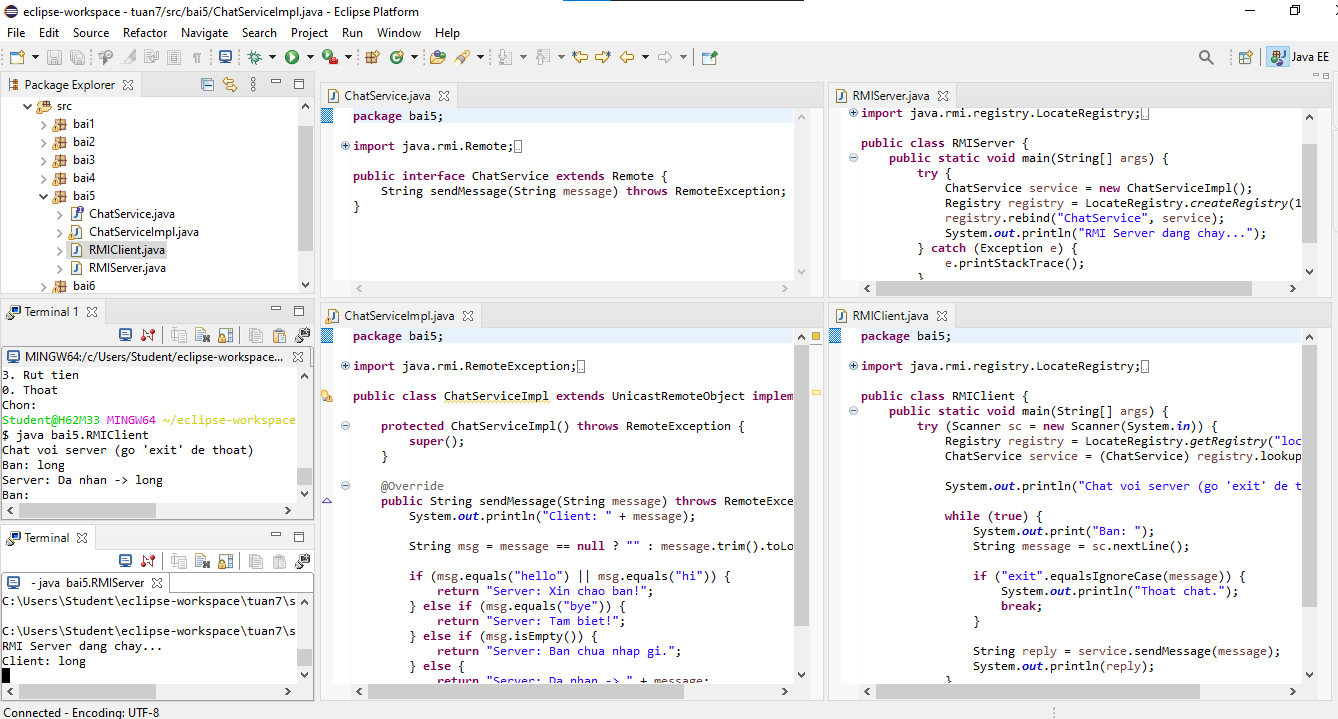 eclipse-workspace - tuan7/src/bai5/ChatServiceImpl.java - Eclipse Platform
File Edit Source Refactor Navigate Search Project Run Window Help
Java EE
Package Explorer
src
bai1
bai2
bai3
bai4
bai5
ChatService.java
ChatServiceImpl.java
RMIClient.java
RMIServer.java
bai6
Terminal 1
MINGW64:/c/Users/Student/eclipse-workspace...
3. Rut tien
0. Thoat
Chon:
Student@H62M33 MINGW64 ~/eclipse-workspace
$ java bai5.RMIClient
Chat voi server (go 'exit' de thoat)
Ban: long
Server: Da nhan -> long
Ban:
Terminal
- java bai5.RMIServer
C:\Users\Student\eclipse-workspace\tuan7\s
C:\Users\Student\eclipse-workspace\tuan7\s
RMI Server dang chay...
Client: long
ChatService.java
package bai5;
import java.rmi.Remote;
public interface ChatService extends Remote {
String sendMessage(String message) throws RemoteException;
}
RMIServer.java
import java.rmi.registry.LocateRegistry;
public class RMIServer {
public static void main(String[] args) {
try {
ChatService service = new ChatServiceImpl();
Registry registry = LocateRegistry.createRegistry(1
registry.rebind("ChatService", service);
System.out.println("RMI Server dang chay...");
} catch (Exception e) {
e.printStackTrace();
}
ChatServiceImpl.java
package bai5;
import java.rmi.RemoteException;
public class ChatServiceImpl extends UnicastRemoteObject implem
protected ChatServiceImpl() throws RemoteException {
super();
}
@Override
public String sendMessage(String message) throws RemoteExce
System.out.println("Client: " + message);
String msg = message == null ? "" : message.trim().toLo
if (msg.equals("hello") || msg.equals("hi")) {
return "Server: Xin chao ban!";
} else if (msg.equals("bye")) {
return "Server: Tam biet!";
} else if (msg.isEmpty()) {
return "Server: Ban chua nhap gi.";
} else {
return "Server: Da nhan -> " + message;
RMIClient.java
package bai5;
import java.rmi.registry.LocateRegistry;
public class RMIClient {
public static void main(String[] args) {
try (Scanner sc = new Scanner(System.in)) {
Registry registry = LocateRegistry.getRegistry("loc
ChatService service = (ChatService) registry.lookup
System.out.println("Chat voi server (go 'exit' de t
while (true) {
System.out.print("Ban: ");
String message = sc.nextLine();
if ("exit".equalsIgnoreCase(message)) {
System.out.println("Thoat chat.");
break;
}
String reply = service.sendMessage(message);
System.out.println(reply);
}
Connected - Encoding: UTF-8